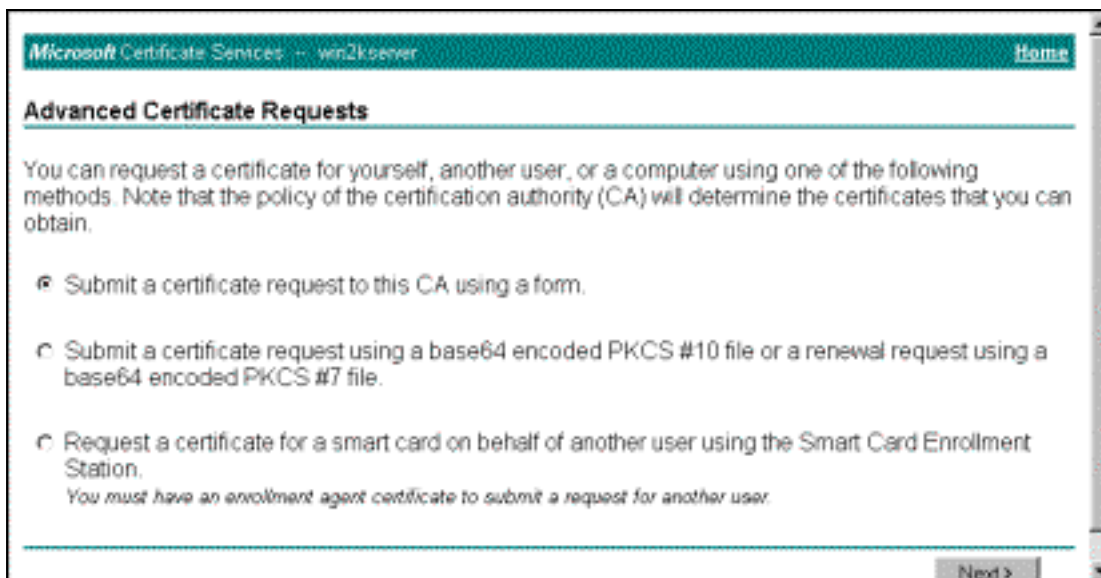 Microsoft Certificate Services -- win2kserver Home
Advanced Certificate Requests
You can request a certificate for yourself, another user, or a computer using one of the following
methods. Note that the policy of the certification authority (CA) will determine the certificates that you can
obtain.
Submit a certificate request to this CA using a form.
Submit a certificate request using a base64 encoded PKCS #10 file or a renewal request using a
base64 encoded PKCS #7 file.
Request a certificate for a smart card on behalf of another user using the Smart Card Enrollment
Station.
You must have an enrollment agent certificate to submit a request for another user.
Next >